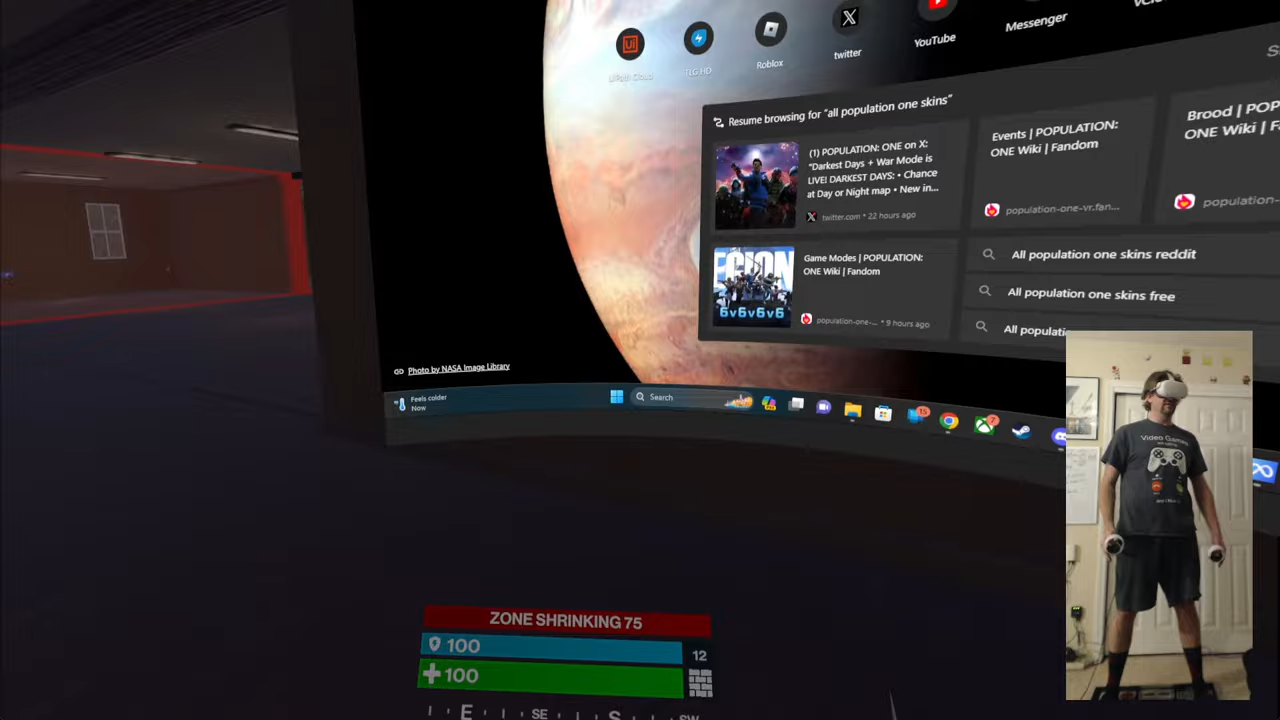 UiPath Cloud
TLG HD
Roblox
twitter
YouTube
Messenger
Resume browsing for "all population one skins"
(1) POPULATION: ONE on X:
"Darkest Days + War Mode is
LIVE! DARKEST DAYS: • Chance
at Day or Night map • New in...
twitter.com • 22 hours ago
Events | POPULATION:
ONE Wiki | Fandom
population-one-vr.fan...
Brood | POP
ONE Wiki | F
population-
EGION
6v6v6v6
Game Modes | POPULATION:
ONE Wiki | Fandom
population-one-... • 9 hours ago
All population one skins reddit
All population one skins free
All populati
Photo by NASA Image Library
Feels colder
Now
Search
15
7
Video Games
ZONE SHRINKING 75
100
12
100
E
SE
S
SW